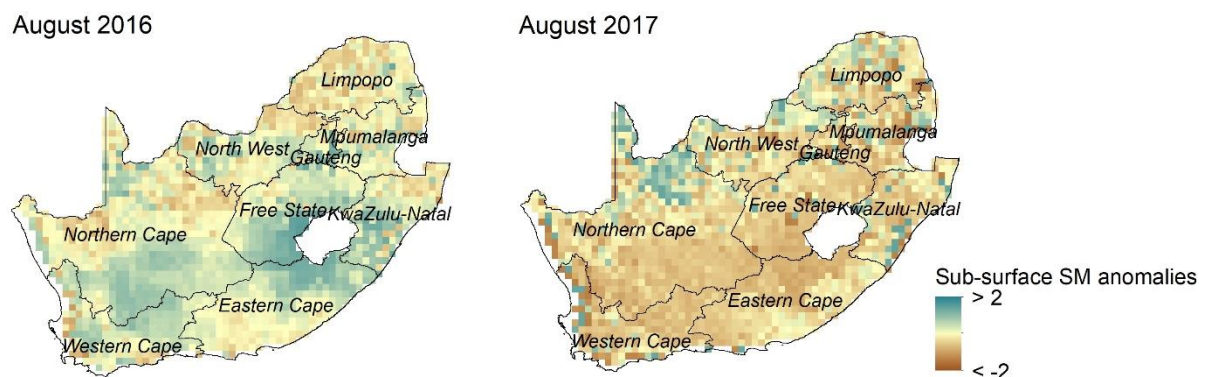 August 2016
August 2017
Limpopo
North West
Mpumalanga
Gauteng
Free State
KwaZulu-Natal
Northern Cape
Eastern Cape
Western Cape
Limpopo
North West
Mpumalanga
Gauteng
Free State
KwaZulu-Natal
Northern Cape
Eastern Cape
Western Cape
Sub-surface SM anomalies
> 2
< -2